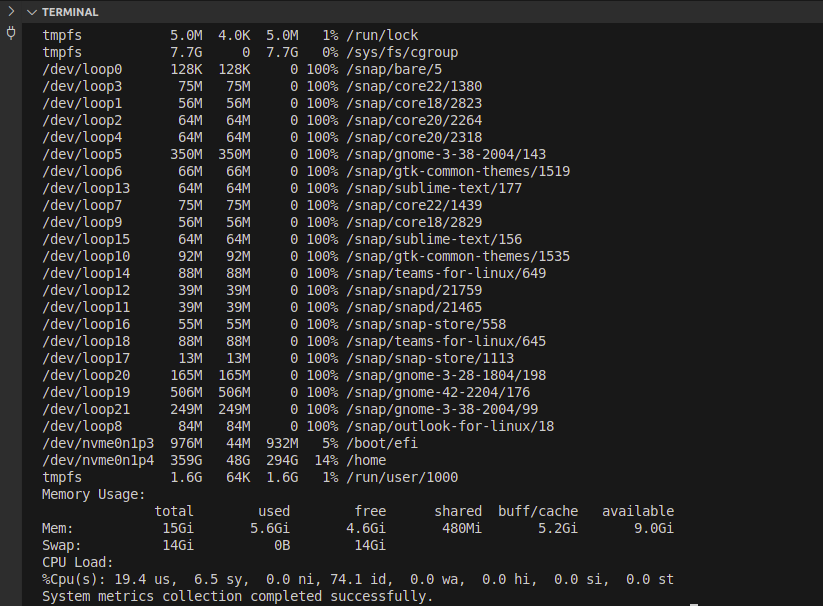 TERMINAL
tmpfs 5.0M 4.0K 5.0M 1% /run/lock
tmpfs 7.7G 0 7.7G 0% /sys/fs/cgroup
/dev/loop0 128K 128K 0 100% /snap/bare/5
/dev/loop3 75M 75M 0 100% /snap/core22/1380
/dev/loop1 56M 56M 0 100% /snap/core18/2823
/dev/loop2 64M 64M 0 100% /snap/core20/2264
/dev/loop4 64M 64M 0 100% /snap/core20/2318
/dev/loop5 350M 350M 0 100% /snap/gnome-3-38-2004/143
/dev/loop6 66M 66M 0 100% /snap/gtk-common-themes/1519
/dev/loop13 64M 64M 0 100% /snap/sublime-text/177
/dev/loop7 75M 75M 0 100% /snap/core22/1439
/dev/loop9 56M 56M 0 100% /snap/core18/2829
/dev/loop15 64M 64M 0 100% /snap/sublime-text/156
/dev/loop10 92M 92M 0 100% /snap/gtk-common-themes/1535
/dev/loop14 88M 88M 0 100% /snap/teams-for-linux/649
/dev/loop12 39M 39M 0 100% /snap/snapd/21759
/dev/loop11 39M 39M 0 100% /snap/snapd/21465
/dev/loop16 55M 55M 0 100% /snap/snap-store/558
/dev/loop18 88M 88M 0 100% /snap/teams-for-linux/645
/dev/loop17 13M 13M 0 100% /snap/snap-store/1113
/dev/loop20 165M 165M 0 100% /snap/gnome-3-28-1804/198
/dev/loop19 506M 506M 0 100% /snap/gnome-42-2204/176
/dev/loop21 249M 249M 0 100% /snap/gnome-3-38-2004/99
/dev/loop8 84M 84M 0 100% /snap/outlook-for-linux/18
/dev/nvme0n1p3 976M 44M 932M 5% /boot/efi
/dev/nvme0n1p4 359G 48G 294G 14% /home
tmpfs 1.6G 64K 1.6G 1% /run/user/1000
Memory Usage:
total used free shared buff/cache available
Mem: 15Gi 5.6Gi 4.6Gi 480Mi 5.2Gi 9.0Gi
Swap: 14Gi 0B 14Gi
CPU Load:
%Cpu(s): 19.4 us, 6.5 sy, 0.0 ni, 74.1 id, 0.0 wa, 0.0 hi, 0.0 si, 0.0 st
System metrics collection completed successfully.